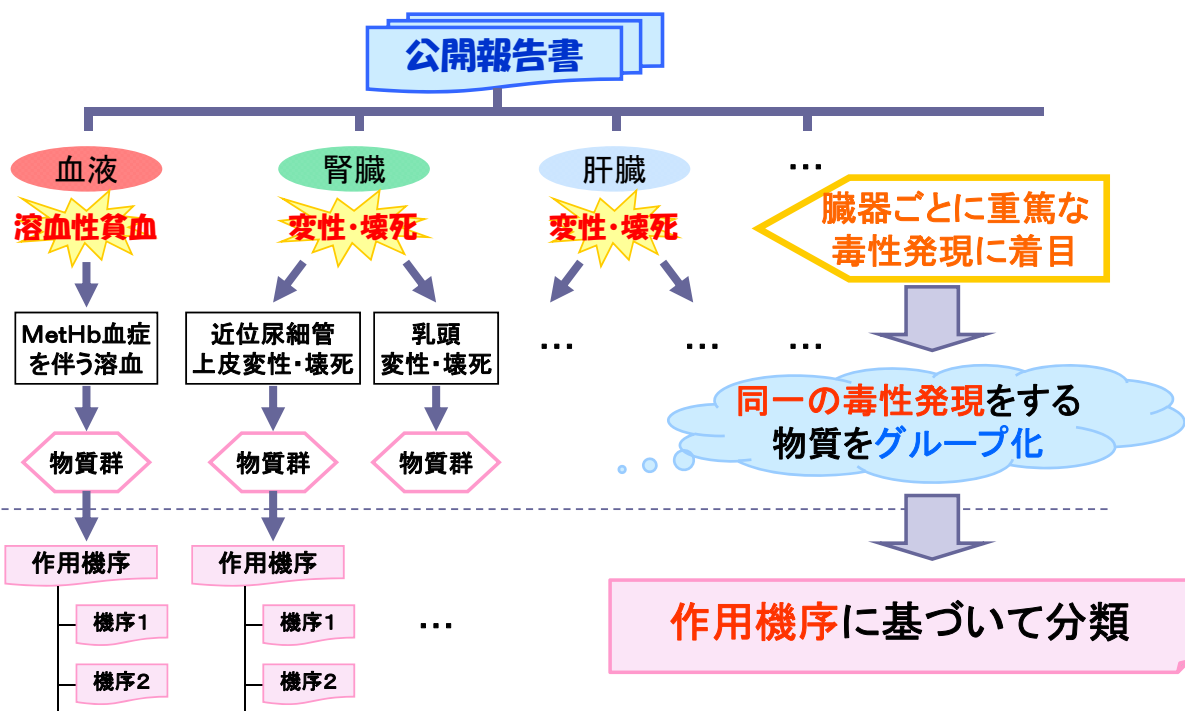 公開報告書
血液
腎臓
肝臓
…
溶血性貧血
変性・壊死
変性・壊死
臓器ごとに重篤な
毒性発現に着目
MetHb血症
を伴う溶血
近位尿細管
上皮変性・壊死
乳頭
変性・壊死
…
…
…
同一の毒性発現をする
物質をグループ化
物質群
物質群
物質群
作用機序
作用機序
機序1
機序1
…
機序2
機序2
作用機序に基づいて分類